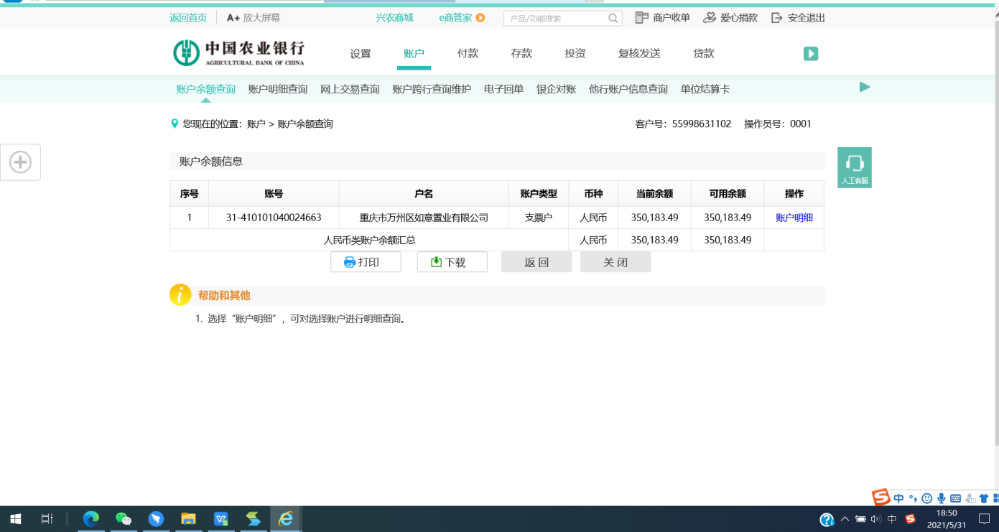 返回首页 A+ 放大屏幕 兴农商城 e商管家 产品/功能搜索 商户收单 爱心捐款 安全退出
中国农业银行
AGRICULTURAL BANK OF CHINA
设置 账户 付款 存款 投资 复核发送 贷款
账户余额查询 账户明细查询 网上交易查询 账户跨行查询维护 电子回单 银企对账 他行账户信息查询 单位结算卡
您现在的位置：账户 > 账户余额查询 客户号：55998631102 操作员号：0001
账户余额信息
人工客服
序号 账号 户名 账户类型 币种 当前余额 可用余额 操作
1 31-410101040024663 重庆市万州区如意置业有限公司 支票户 人民币 350,183.49 350,183.49 账户明细
人民币类账户余额汇总 人民币 350,183.49 350,183.49
打印 下载 返 回 关 闭
帮助和其他
1. 选择“账户明细”，可对选择账户进行明细查询。
中
中
18:50
2021/5/31